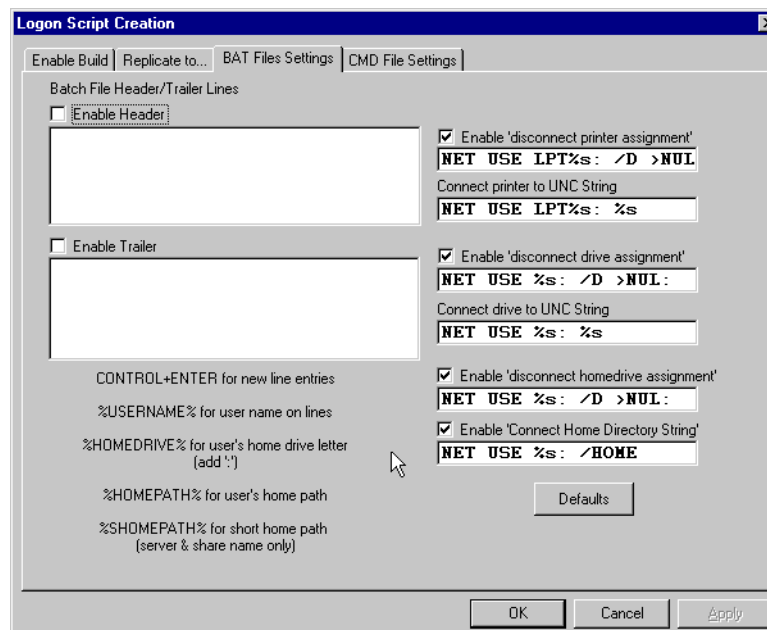 Logon Script Creation
Enable Build
Replicate to...
BAT Files Settings
CMD File Settings
Batch File Header/Trailer Lines
Enable Header
Enable Trailer
CONTROL+ENTER for new line entries
%USERNAME% for user name on lines
%HOMEDRIVE% for user's home drive letter
(add ':')
%HOMEPATH% for user's home path
%SHOMEPATH% for short home path
(server & share name only)
Enable 'disconnect printer assignment'
NET USE LPT%s: /D >NUL
Connect printer to UNC String
NET USE LPT%s: %s
Enable 'disconnect drive assignment'
NET USE %s: /D >NUL:
Connect drive to UNC String
NET USE %s: %s
Enable 'disconnect homedrive assignment'
NET USE %s: /D >NUL:
Enable 'Connect Home Directory String'
NET USE %s: /HOME
Defaults
OK
Cancel
Apply